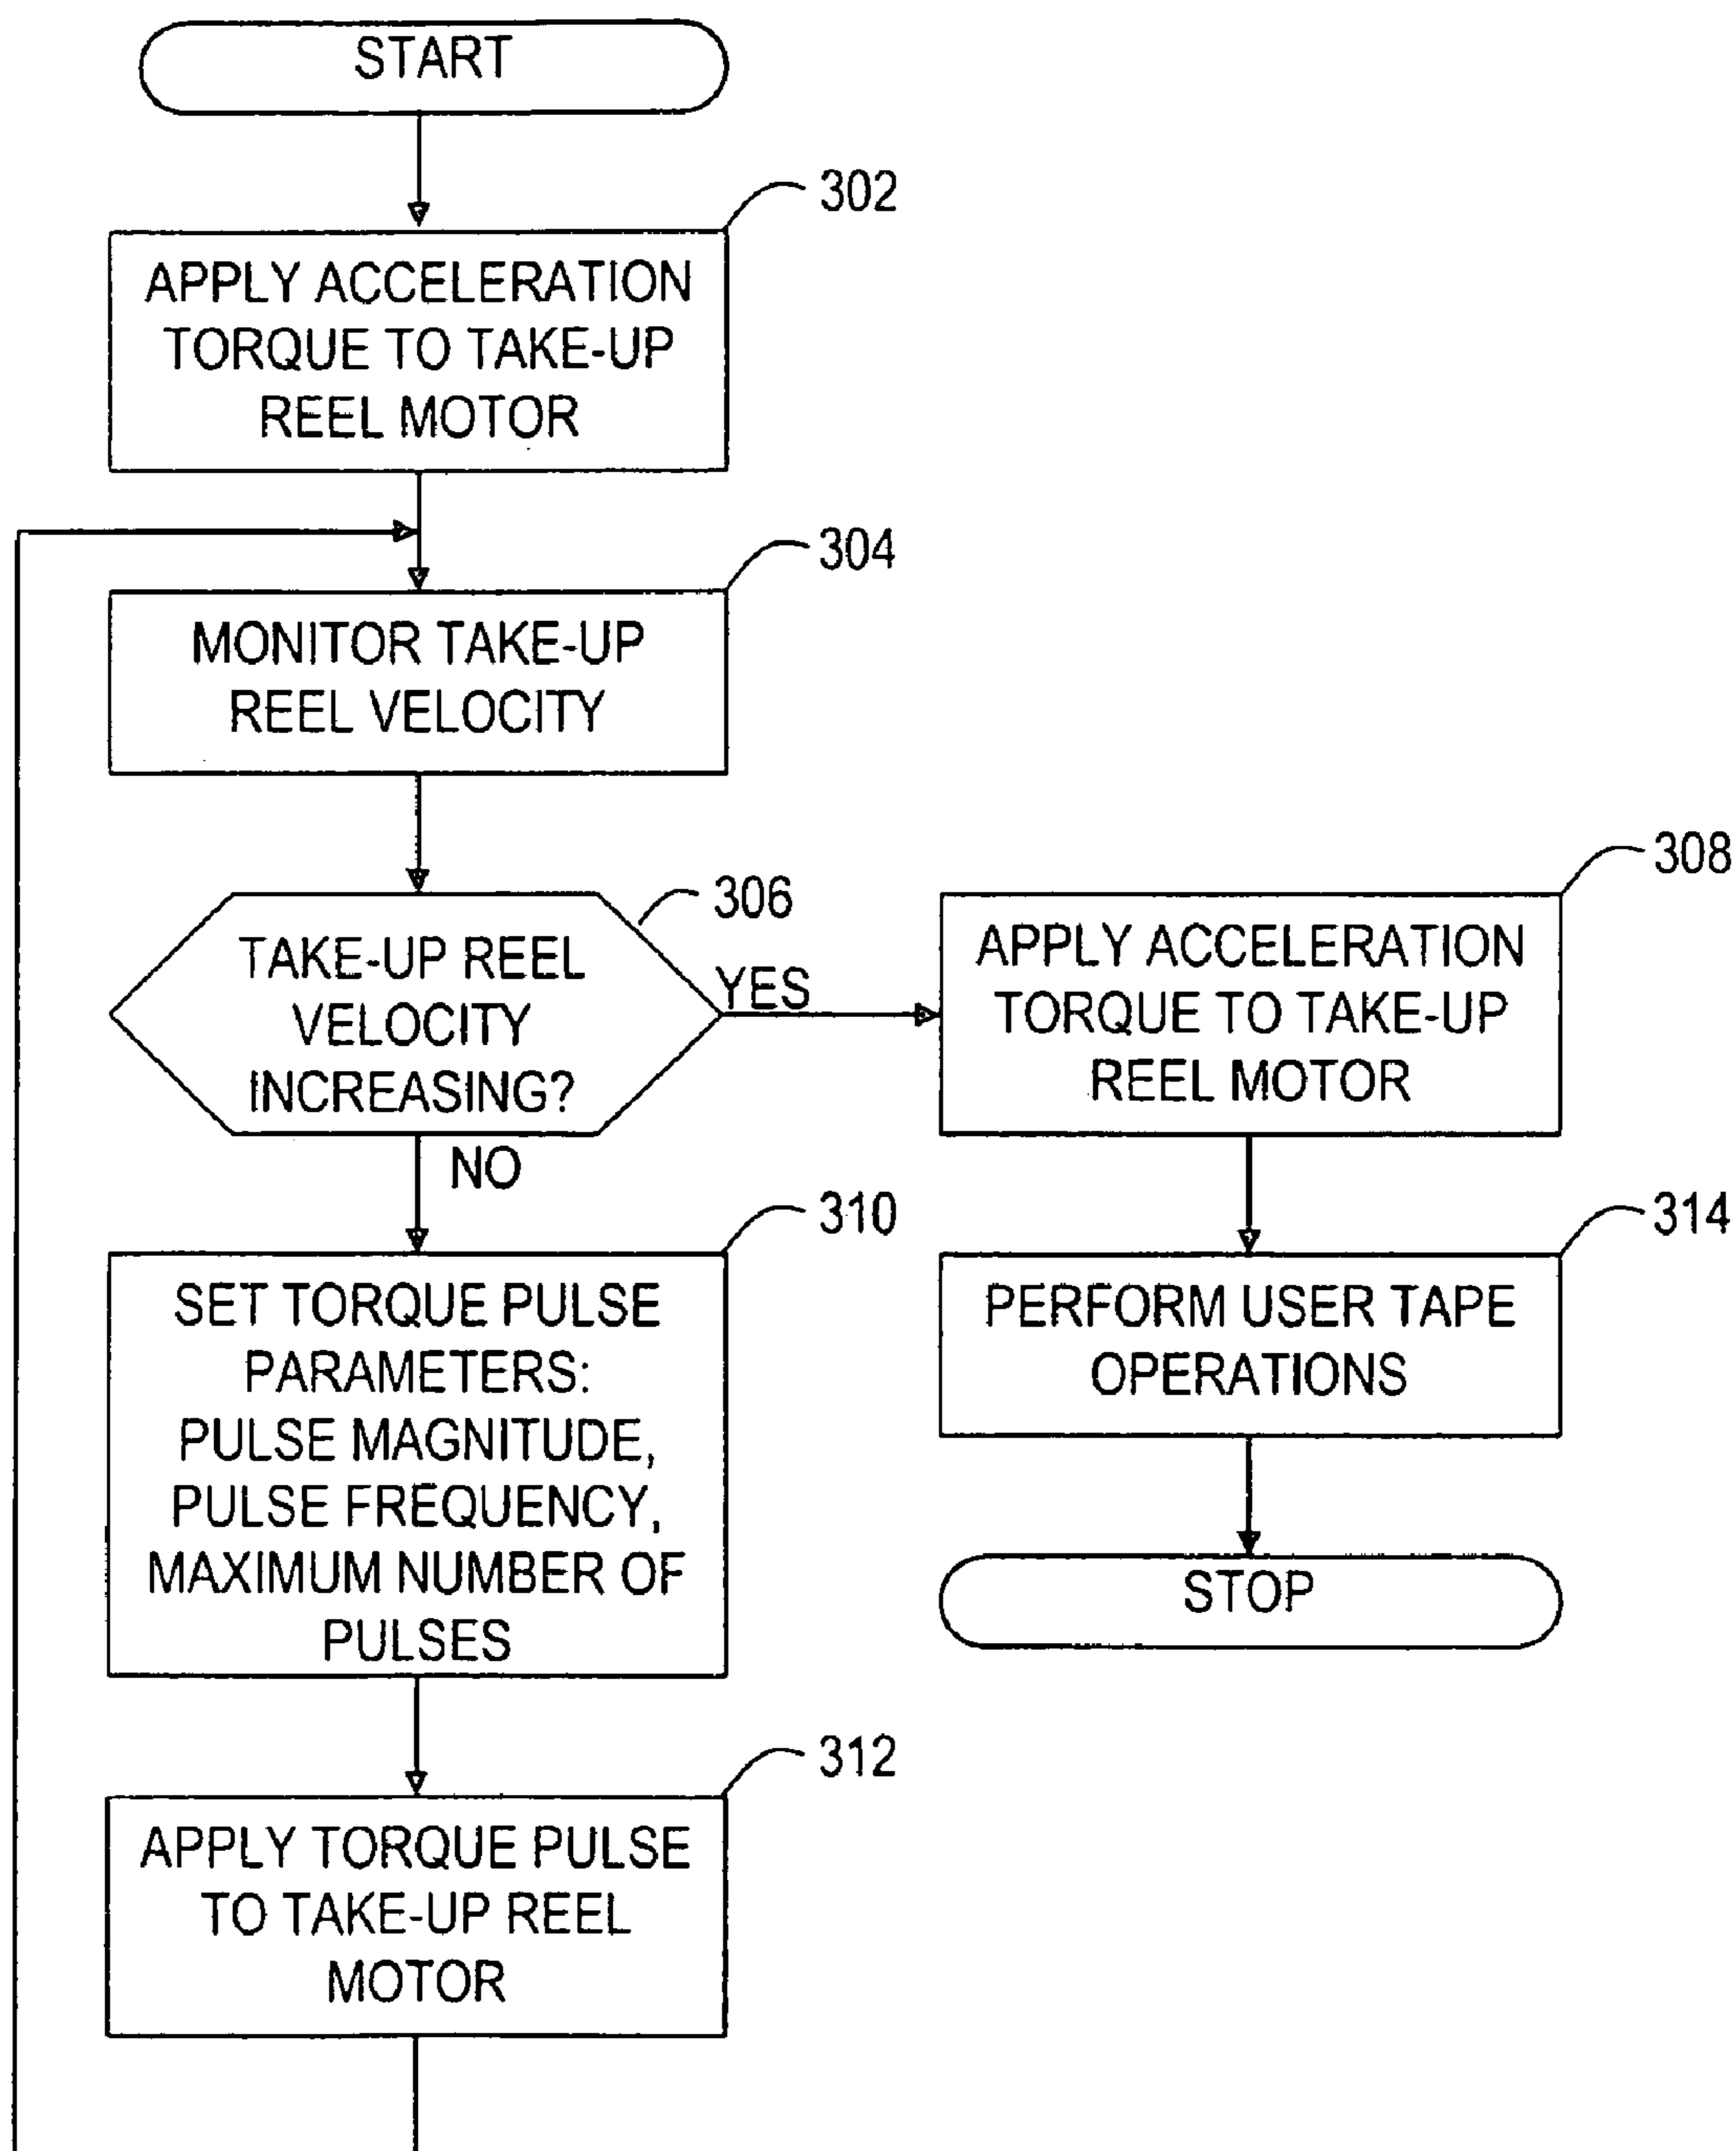 START
302
APPLY ACCELERATION
TORQUE TO TAKE-UP
REEL MOTOR
304
MONITOR TAKE-UP
REEL VELOCITY
306
TAKE-UP REEL
VELOCITY
INCREASING?
YES
NO
308
APPLY ACCELERATION
TORQUE TO TAKE-UP
REEL MOTOR
310
SET TORQUE PULSE
PARAMETERS:
PULSE MAGNITUDE,
PULSE FREQUENCY,
MAXIMUM NUMBER OF
PULSES
314
PERFORM USER TAPE
OPERATIONS
STOP
312
APPLY TORQUE PULSE
TO TAKE-UP REEL
MOTOR